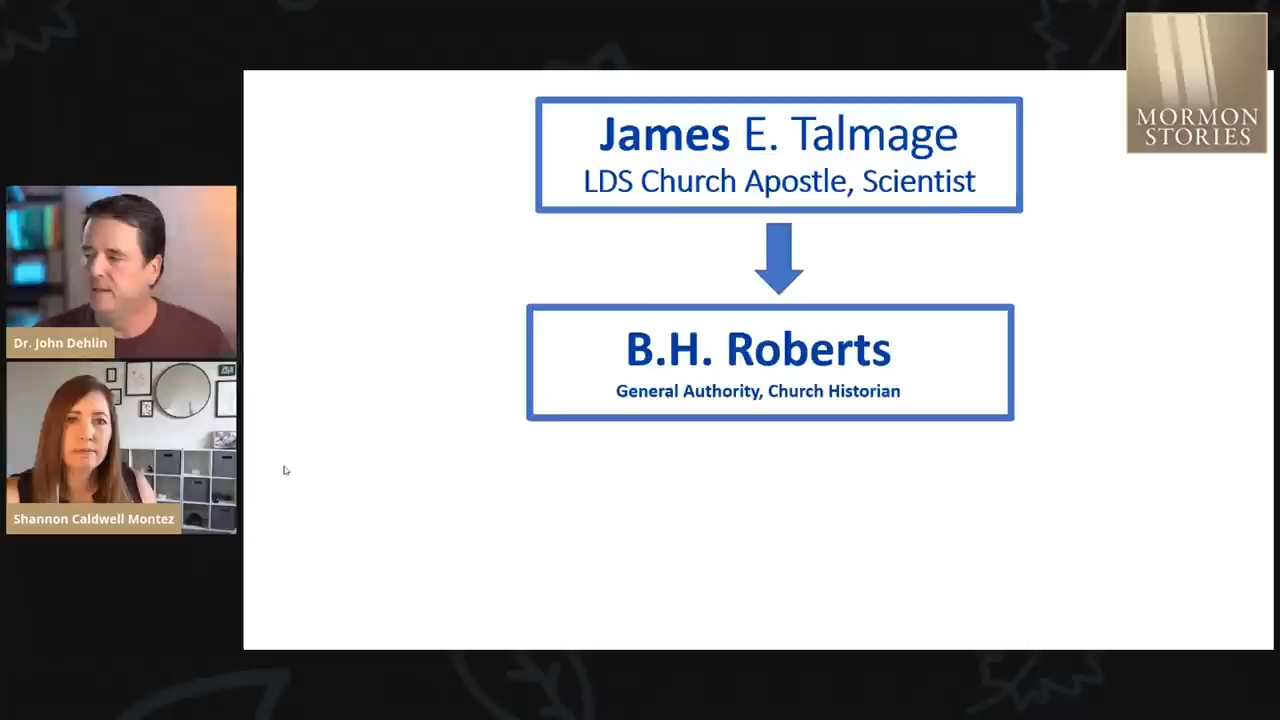 James E. Talmage
LDS Church Apostle, Scientist
B.H. Roberts
General Authority, Church Historian
MORMON
STORIES
Dr. John Dehlin
Shannon Caldwell Montez